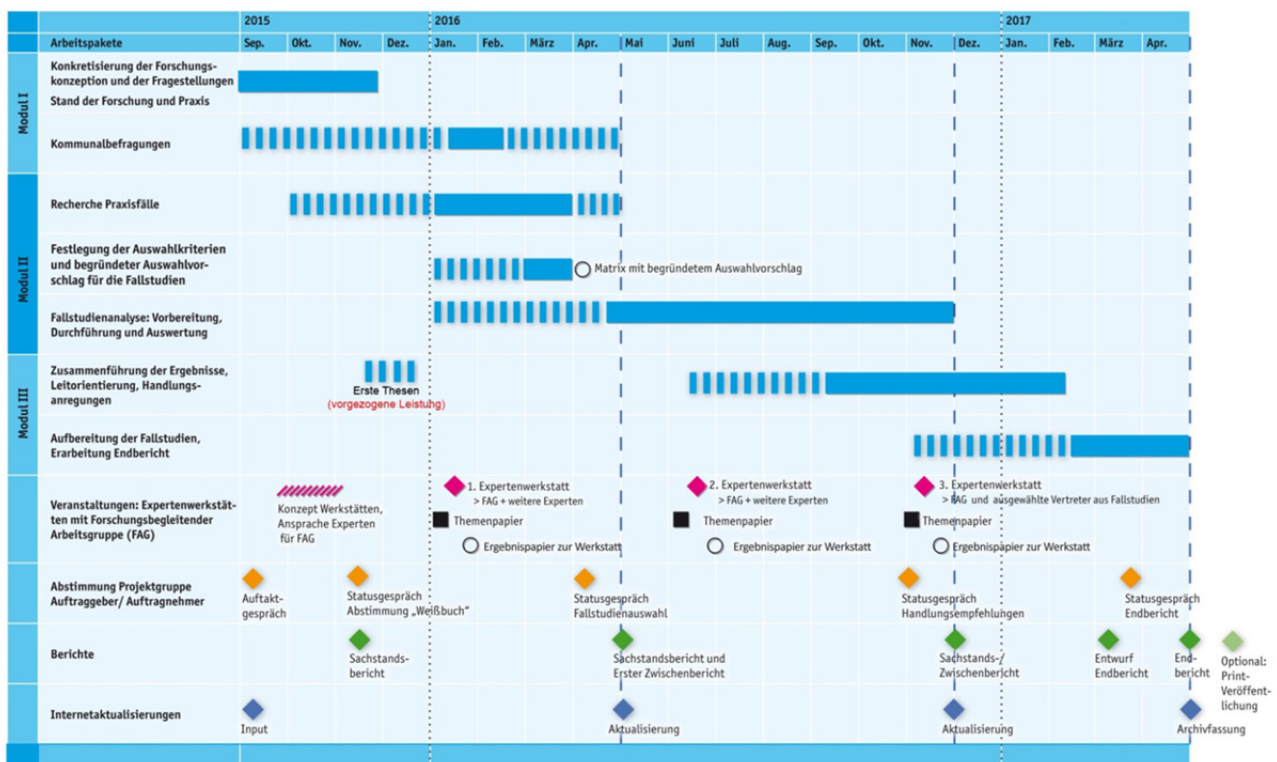 2015 2016 2017
Arbeitspakete Sep. Okt. Nov. Dez. Jan. Feb. März Apr. Mai Juni Juli Aug. Sep. Okt. Nov. Dez. Jan. Feb. März Apr.
Modul I
Konkretisierung der Forschungs-
konzeption und der Fragestellungen
Stand der Forschung und Praxis
Kommunalbefragungen
Modul II
Recherche Praxisfälle
Festlegung der Auswahlkriterien
und begründeter Auswahlvor-
schlag für die Fallstudien
Matrix mit begründetem Auswahlvorschlag
Fallstudienanalyse: Vorbereitung,
Durchführung und Auswertung
Modul III
Zusammenführung der Ergebnisse,
Leitorientierung, Handlungs-
anregungen
Erste Thesen
(vorgezogene Leistung)
Aufbereitung der Fallstudien,
Erarbeitung Endbericht
Veranstaltungen: Expertenwerkstät-
ten mit Forschungsbegleitender
Arbeitsgruppe (FAG)
Konzept Werkstätten,
Ansprache Experten
für FAG
1. Expertenwerkstatt
> FAG + weitere Experten
Themenpapier
Ergebnispapier zur Werkstatt
2. Expertenwerkstatt
> FAG + weitere Experten
Themenpapier
Ergebnispapier zur Werkstatt
3. Expertenwerkstatt
> FAG und ausgewählte Vertreter aus Fallstudien
Themenpapier
Ergebnispapier zur Werkstatt
Abstimmung Projektgruppe
Auftraggeber/ Auftragnehmer
Auftakt-
gespräch
Statusgespräch
Abstimmung „Weißbuch“
Statusgespräch
Fallstudienauswahl
Statusgespräch
Handlungsempfehlungen
Statusgespräch
Endbericht
Berichte
Sachstands-
bericht
Sachstandsbericht und
Erster Zwischenbericht
Sachstands-/
Zwischenbericht
Entwurf
Endbericht
End-
bericht
Optional:
Print-
Veröffent-
lichung
Internetaktualisierungen
Input
Aktualisierung
Aktualisierung
Archivfassung